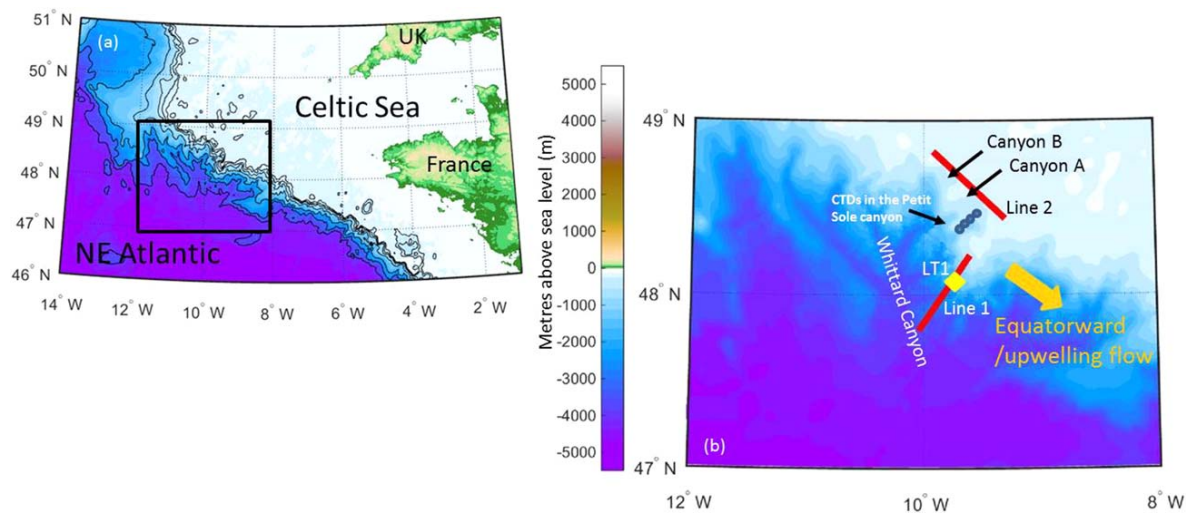 51° N
50° N
49° N
48° N
47° N
46° N
(a)
UK
Celtic Sea
France
NE Atlantic
14° W
12° W
10° W
8° W
6° W
4° W
2° W
Metres above sea level (m)
5000
4000
3000
2000
1000
0
-1000
-2000
-3000
-4000
-5000
49° N
48° N
47° N
Canyon B
Canyon A
CTDs in the Petit
Sole canyon
Line 2
Whittard Canyon
LT1
Line 1
Equatorward
/upwelling flow
(b)
12° W
10° W
8° W